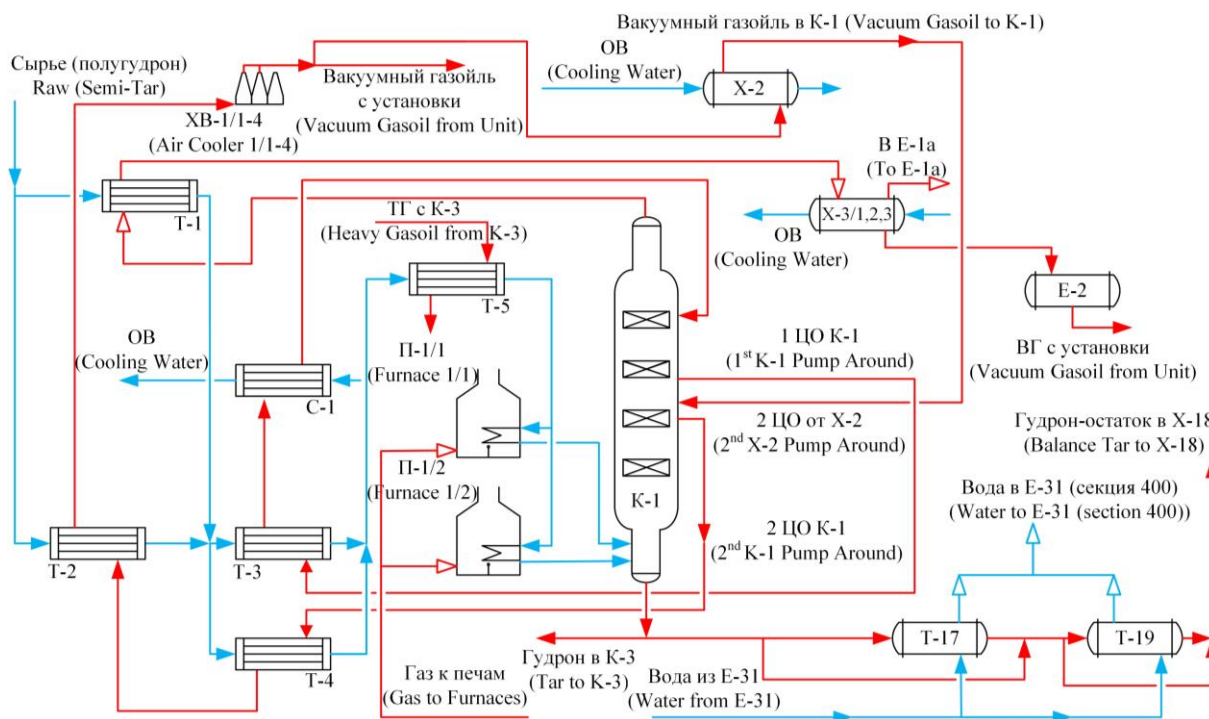 Вакуумный газойль в К-1 (Vacuum Gasoil to K-1)
ОВ
(Cooling Water)
Х-2
Сырье (полугудрон)
Raw (Semi-Tar)
Вакуумный газойль
с установки
(Vacuum Gasoil from Unit)
ХВ-1/1-4
(Air Cooler 1/1-4)
В Е-1а
(To E-1a)
Т-1
ТГ с К-3
(Heavy Gasoil from K-3)
Х-3/1,2,3
ОВ
(Cooling Water)
Т-5
Е-2
ОВ
(Cooling Water)
П-1/1
(Furnace 1/1)
1 ЦО К-1
(1st K-1 Pump Around)
ВГ с установки
(Vacuum Gasoil from Unit)
С-1
2 ЦО от Х-2
(2nd X-2 Pump Around)
Гудрон-остаток в Х-18
(Balance Tar to X-18)
П-1/2
(Furnace 1/2)
К-1
Вода в Е-31 (секция 400)
(Water to E-31 (section 400))
2 ЦО К-1
(2nd K-1 Pump Around)
Т-2
Т-3
Т-17
Т-19
Т-4
Газ к печам
(Gas to Furnaces)
Гудрон в К-3
(Tar to K-3)
Вода из Е-31
(Water from E-31)